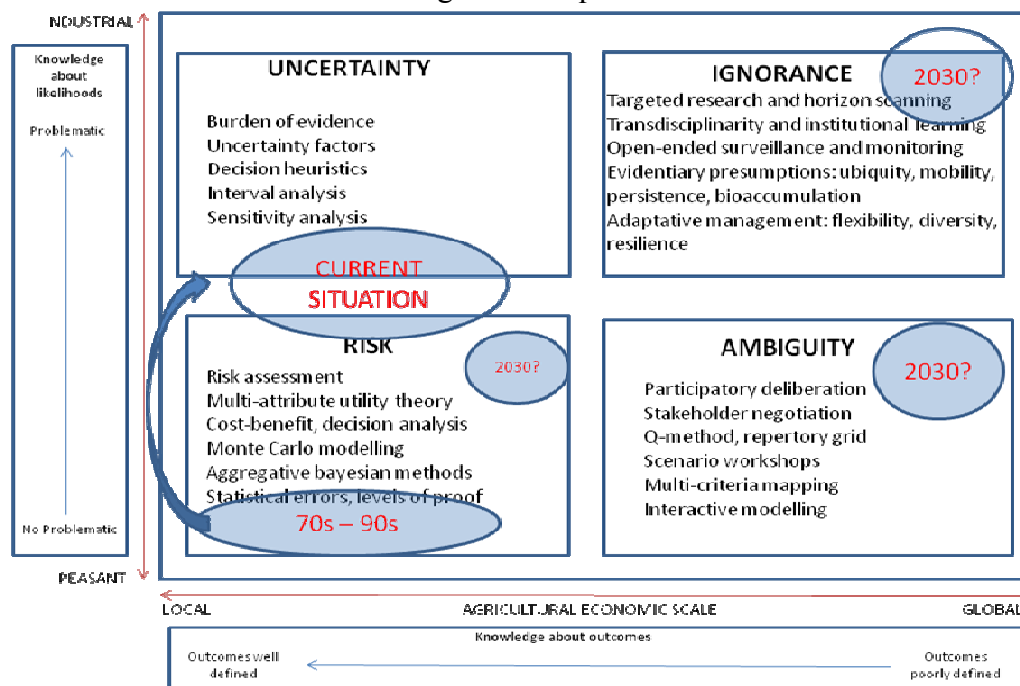 INDUSTRIAL
Knowledge
about
likelihoods
Problematic
No Problematic
PEASANT
UNCERTAINTY
Burden of evidence
Uncertainty factors
Decision heuristics
Interval analysis
Sensitivity analysis
CURRENT
SITUATION
IGNORANCE
2030?
Targeted research and horizon scanning
Transdisciplinarity and institutional learning
Open-ended surveillance and monitoring
Evidentiary presumptions: ubiquity, mobility,
persistence, bioaccumulation
Adaptative management: flexibility, diversity,
resilience
RISK
2030?
Risk assessment
Multi-attribute utility theory
Cost-benefit, decision analysis
Monte Carlo modelling
Aggregative bayesian methods
Statistical errors, levels of proof
70s – 90s
AMBIGUITY
2030?
Participatory deliberation
Stakeholder negotiation
Q-method, repertory grid
Scenario workshops
Multi-criteria mapping
Interactive modelling
LOCAL AGRICULTURAL ECONOMIC SCALE GLOBAL
Knowledge about outcomes
Outcomes well
defined
Outcomes
poorly defined